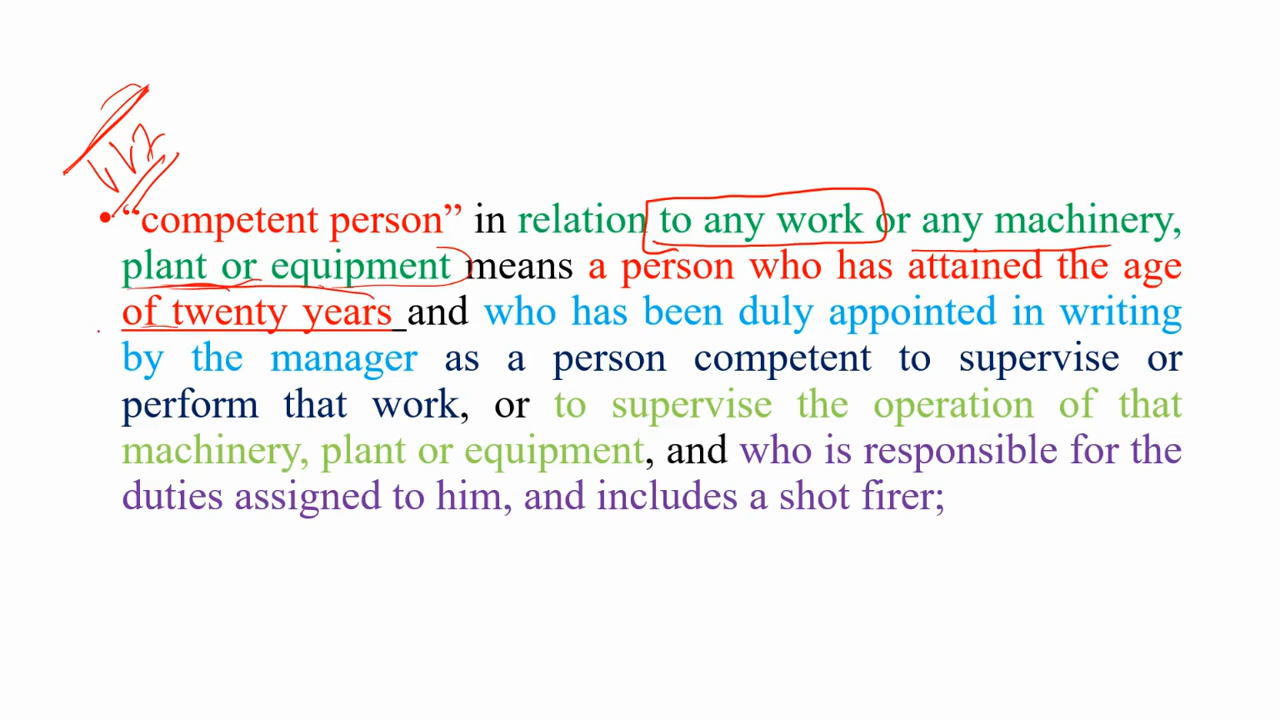 • “competent person” in relation to any work or any machinery,
plant or equipment means a person who has attained the age
of twenty years and who has been duly appointed in writing
by the manager as a person competent to supervise or
perform that work, or to supervise the operation of that
machinery, plant or equipment, and who is responsible for the
duties assigned to him, and includes a shot firer;